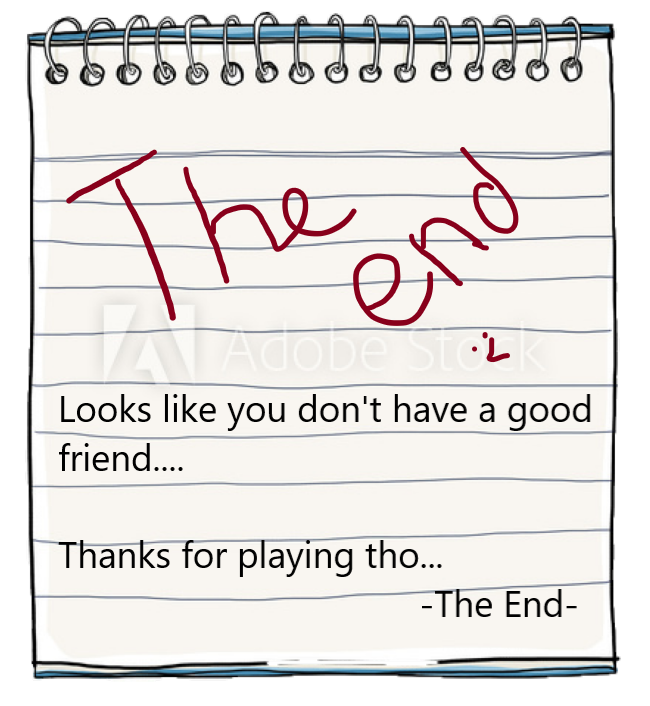 The
end
:L
Adobe Stock
Looks like you don't have a good
friend....
Thanks for playing tho...
-The End-